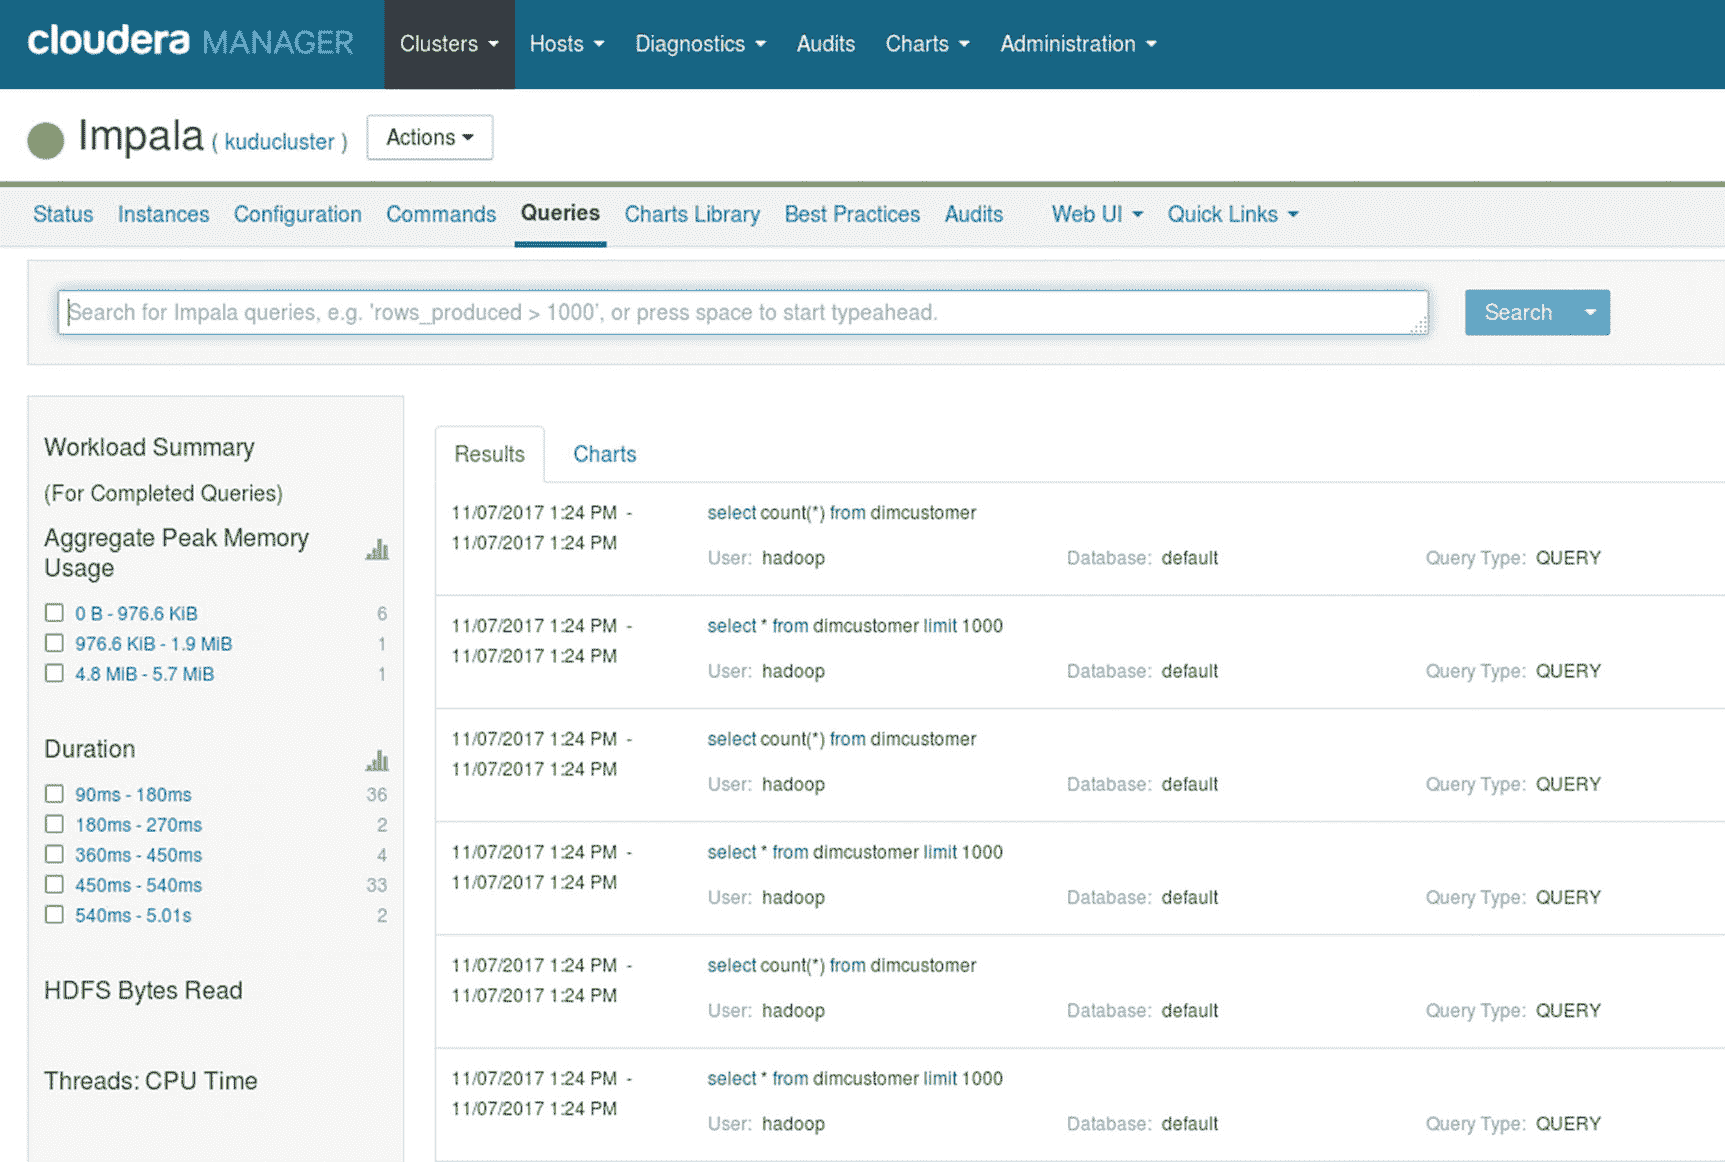 cloudera MANAGER Clusters Hosts Diagnostics Audits Charts Administration
Impala ( kuducluster ) Actions
Status Instances Configuration Commands Queries Charts Library Best Practices Audits Web UI Quick Links
Search for Impala queries, e.g. 'rows_produced > 1000', or press space to start typeahead. Search
Workload Summary
(For Completed Queries)
Aggregate Peak Memory
Usage
0 B - 976.6 KiB 6
976.6 KiB - 1.9 MiB 1
4.8 MiB - 5.7 MiB 1
Duration
90ms - 180ms 36
180ms - 270ms 2
360ms - 450ms 4
450ms - 540ms 33
540ms - 5.01s 2
HDFS Bytes Read
Threads: CPU Time
Results Charts
11/07/2017 1:24 PM - select count(*) from dimcustomer
11/07/2017 1:24 PM
User: hadoop Database: default Query Type: QUERY
11/07/2017 1:24 PM - select * from dimcustomer limit 1000
11/07/2017 1:24 PM
User: hadoop Database: default Query Type: QUERY
11/07/2017 1:24 PM - select count(*) from dimcustomer
11/07/2017 1:24 PM
User: hadoop Database: default Query Type: QUERY
11/07/2017 1:24 PM - select * from dimcustomer limit 1000
11/07/2017 1:24 PM
User: hadoop Database: default Query Type: QUERY
11/07/2017 1:24 PM - select count(*) from dimcustomer
11/07/2017 1:24 PM
User: hadoop Database: default Query Type: QUERY
11/07/2017 1:24 PM - select * from dimcustomer limit 1000
11/07/2017 1:24 PM
User: hadoop Database: default Query Type: QUERY